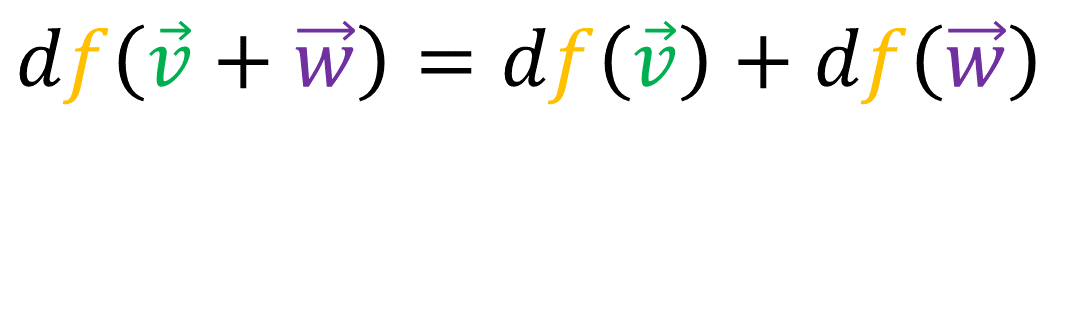 df(v⃗ + w⃗) = df(v⃗) + df(w⃗)